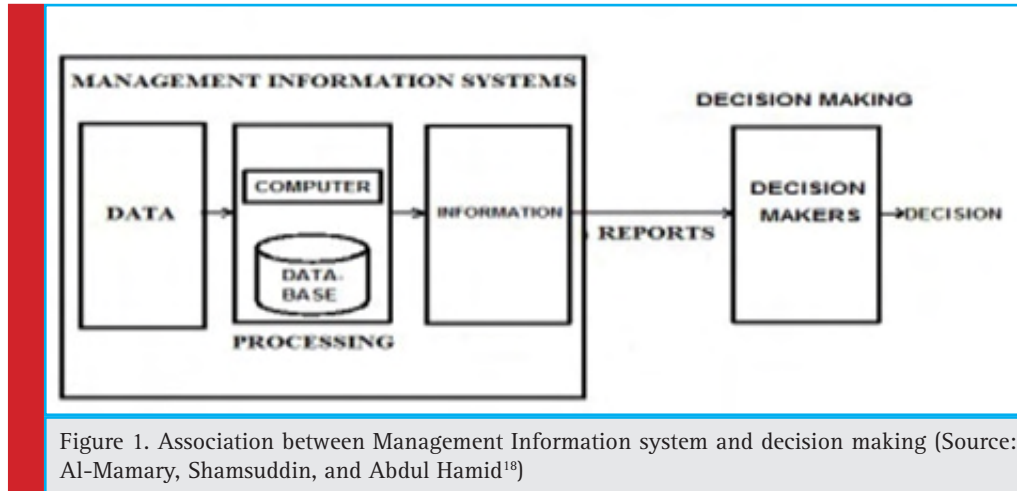 MANAGEMENT INFORMATION SYSTEMS
DECISION MAKING
DATA
COMPUTER
DATA-
BASE
PROCESSING
INFORMATION
REPORTS
DECISION
MAKERS
DECISION
Figure 1. Association between Management Information system and decision making (Source:
Al-Mamary, Shamsuddin, and Abdul Hamid¹⁸)